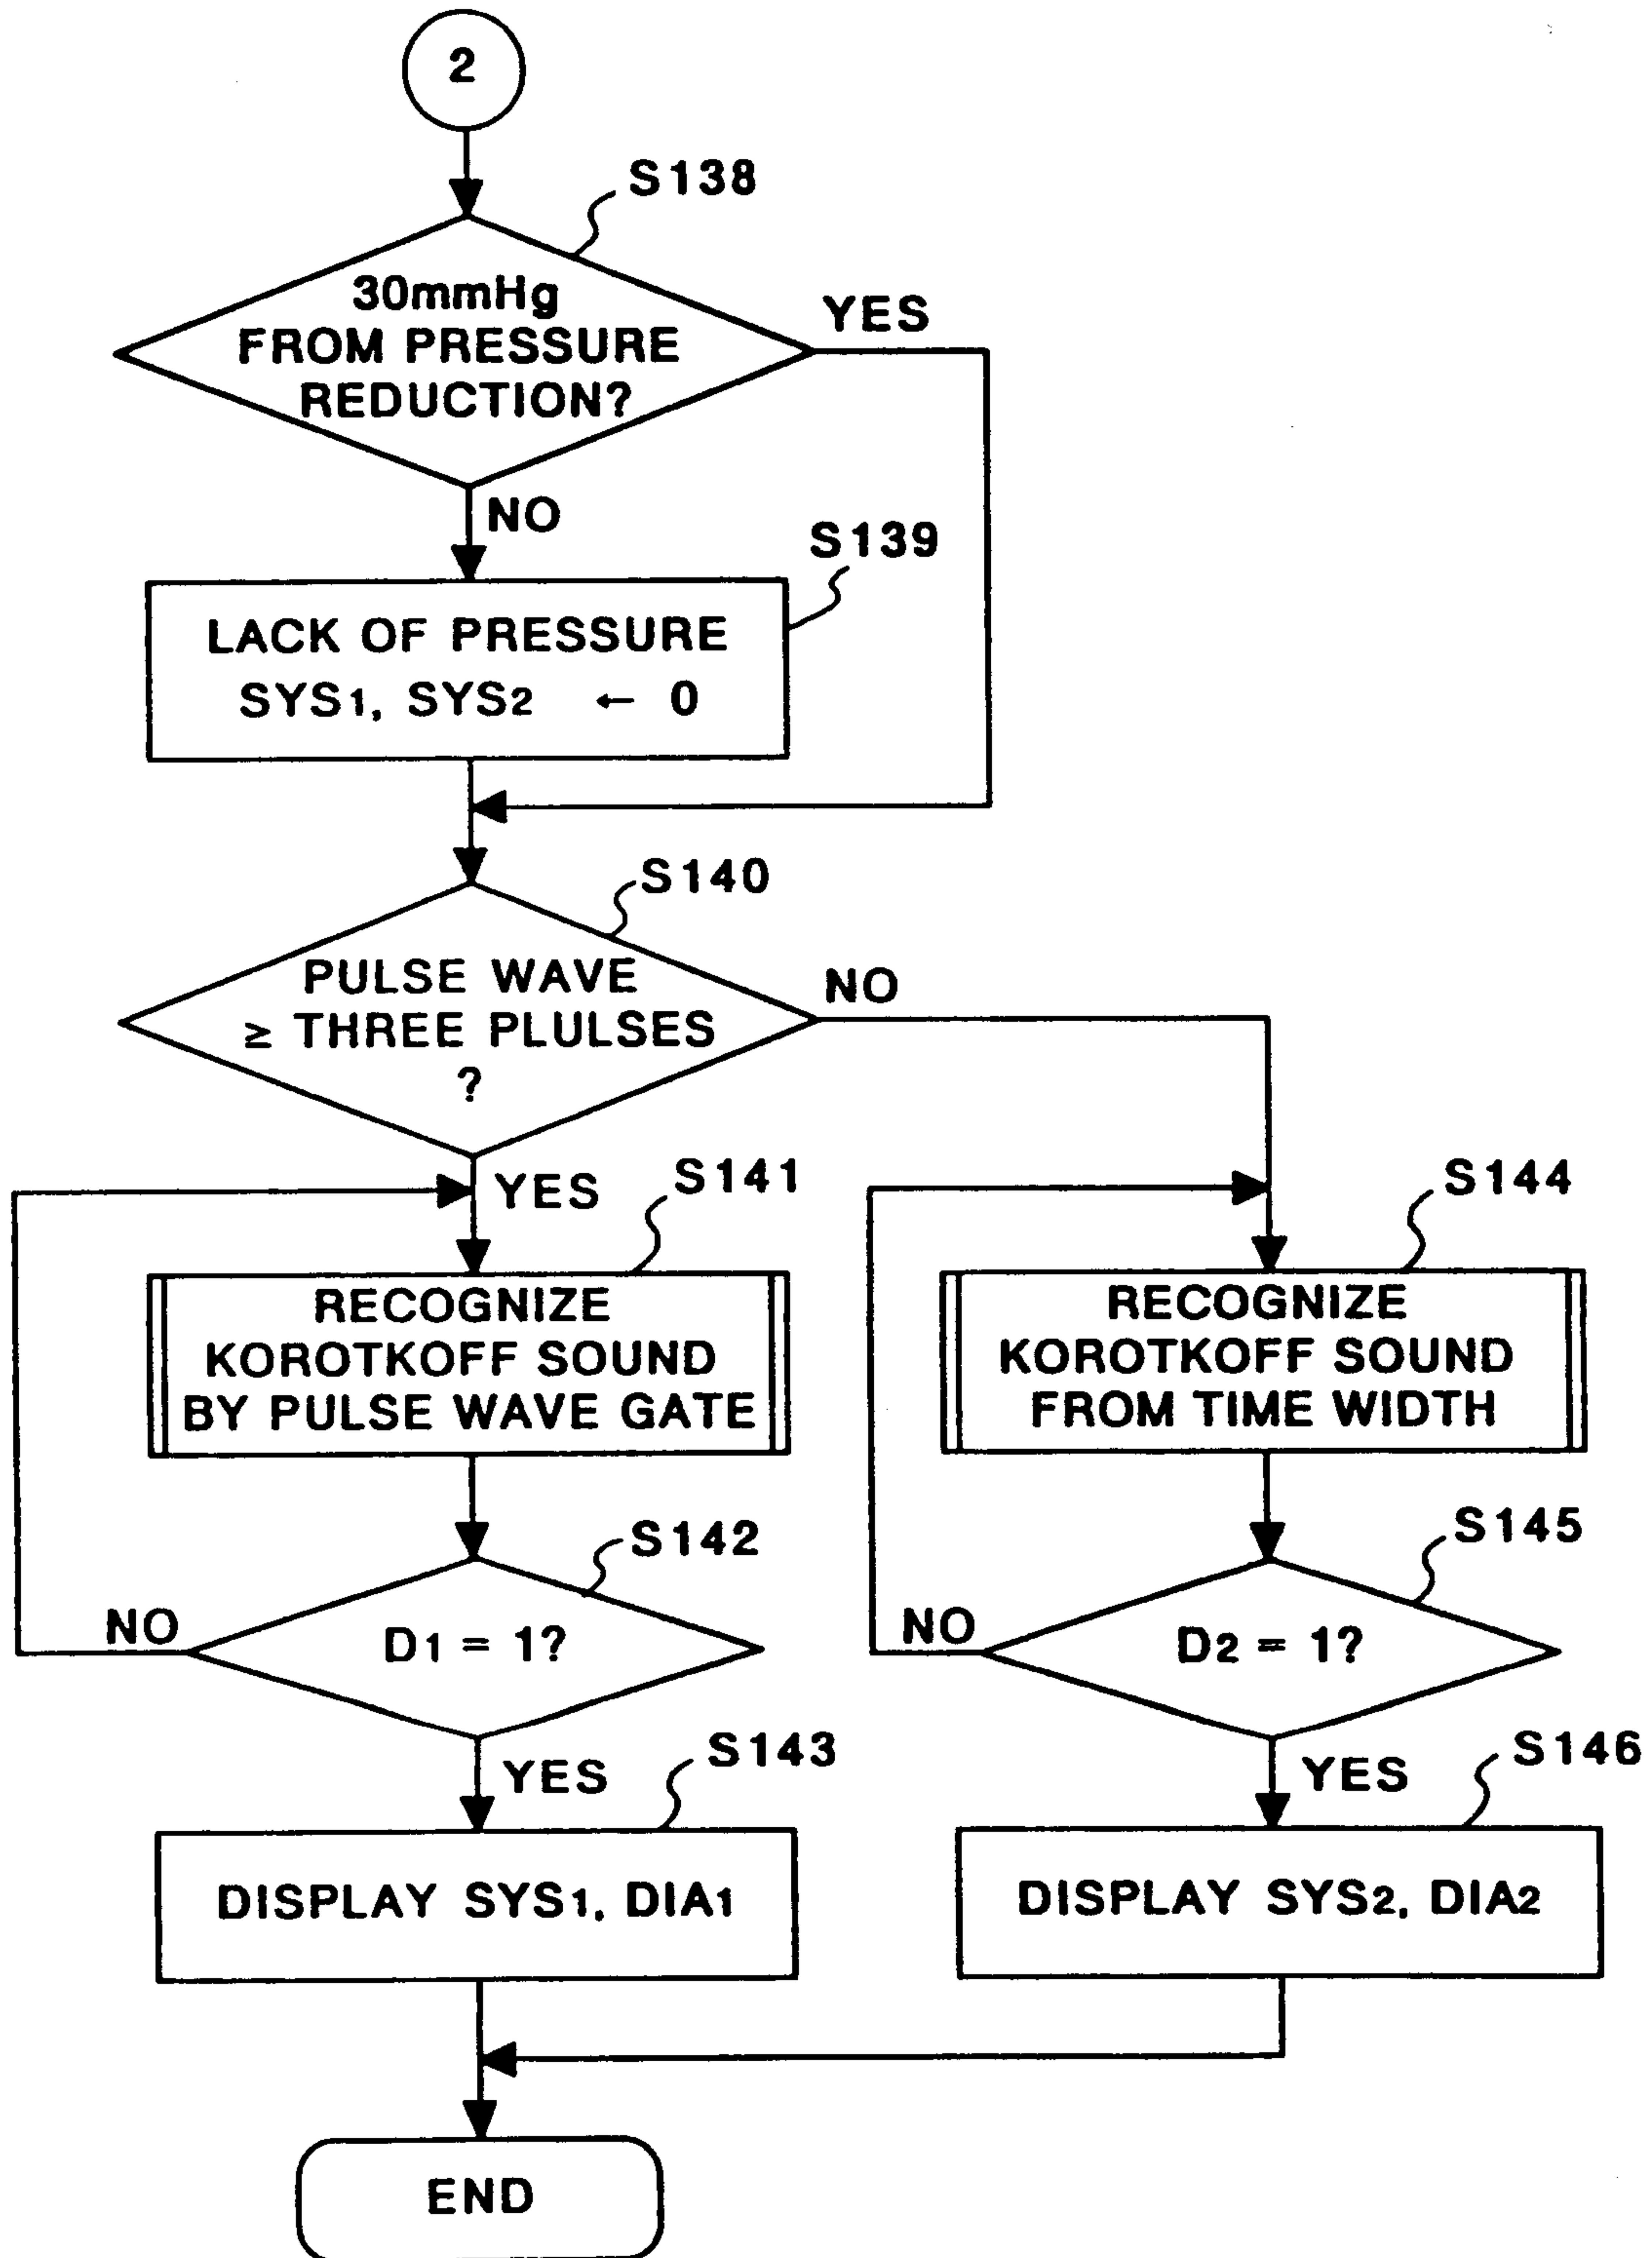 2
S138
30mmHg
FROM PRESSURE
REDUCTION?
YES
NO
S139
LACK OF PRESSURE
SYS1, SYS2 ← 0
S140
PULSE WAVE
≥ THREE PLULSES
?
NO
YES
S141
RECOGNIZE
KOROTKOFF SOUND
BY PULSE WAVE GATE
S144
RECOGNIZE
KOROTKOFF SOUND
FROM TIME WIDTH
S142
D1 = 1?
NO
YES
S145
D2 = 1?
NO
YES
S143
DISPLAY SYS1, DIA1
S146
DISPLAY SYS2, DIA2
END